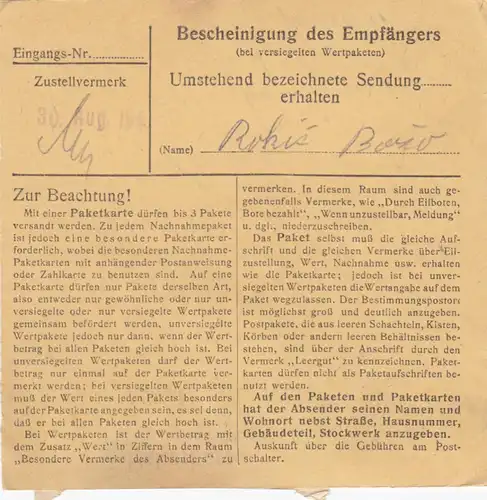 Eingangs-Nr.
Zustellvermerk
30. Aug. 194
Bescheinigung des Empfängers
(bei versiegelten Wertpaketen)
Umstehend bezeichnete Sendung
erhalten
(Name) Rokić Božo
Zur Beachtung!
Mit einer Paketkarte dürfen bis 3 Pakete
versandt werden. Zu jedem Nachnahmepaket
ist jedoch eine besondere Paketkarte er-
forderlich, wobei die besonderen Nachnahme-
Paketkarten mit anhängender Postanweisung
oder Zahlkarte zu benutzen sind. Auf eine
Paketkarte dürfen nur Pakete derselben Art,
also entweder nur gewöhnliche oder nur un-
versiegelte oder nur versiegelte Wertpakete
gemeinsam befördert werden, unversiegelte
Wertpakete jedoch nur dann, wenn der Wert-
betrag bei allen Paketen gleich hoch ist. Bei
unversiegelten Wertpaketen darf der Wert-
betrag nur einmal auf der Paketkarte ver-
merkt werden; bei versiegelten Wertpaketen
muß der Wert eines jeden Pakets besonders
auf der Paketkarte angegeben sein, es sei denn,
daß er bei allen Paketen gleich hoch ist.
Bei Wertpaketen ist der Wertbetrag mit
dem Zusatz „Wert" in Ziffern in dem Raum
„Besondere Vermerke des Absenders" zu
vermerken. In diesem Raum sind auch ge-
gebenenfalls Vermerke, wie „Durch Eilboten,
Bote bezahlt", „Wenn unzustellbar, Meldung"
u. dgl., niederzuschreiben.
Das Paket selbst muß die gleiche Auf-
schrift und die gleichen Vermerke über Eil-
zustellung, Wert, Nachnahme usw. erhalten
wie die Paketkarte; jedoch ist bei unver-
siegelten Wertpaketen die Wertangabe auf dem
Paket wegzulassen. Der Bestimmungspostort
ist möglichst groß und deutlich anzugeben.
Postpakete, die aus leeren Schachteln, Kisten,
Körben oder andern leeren Behältnissen be-
stehen, sind über der Anschrift durch den
Vermerk „Leergut" zu kennzeichnen. Paket-
karten dürfen nicht als Paketaufschriften be-
nutzt werden.
Auf den Paketen und Paketkarten
hat der Absender seinen Namen und
Wohnort nebst Straße, Hausnummer,
Gebäudeteil, Stockwerk anzugeben.
Auskunft über die Gebühren am Post-
schalter.